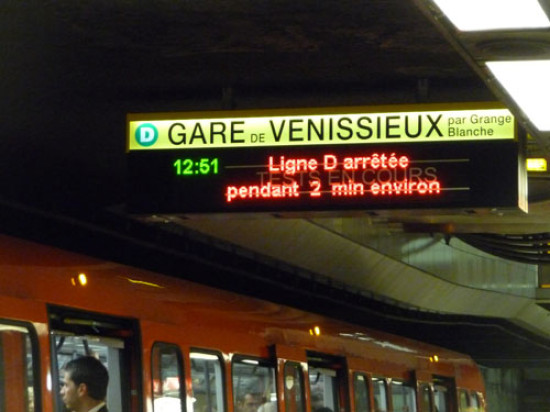 D GARE DE VENISSIEUX par Grange
Blanche
12:51 Ligne D arrêtée
TESTS EN COURS
pendant 2 min environ